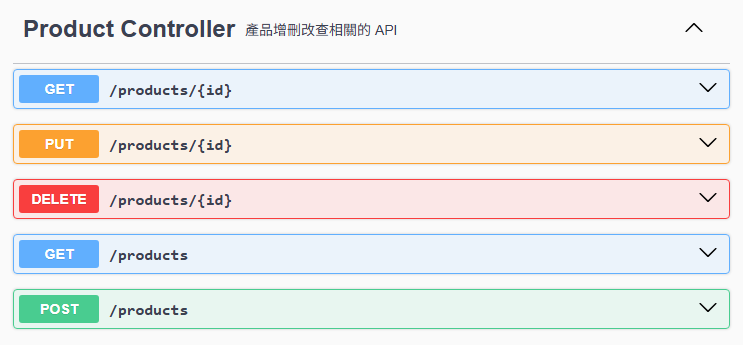 Product Controller 產品增刪改查相關的 API
GET /products/{id}
PUT /products/{id}
DELETE /products/{id}
GET /products
POST /products